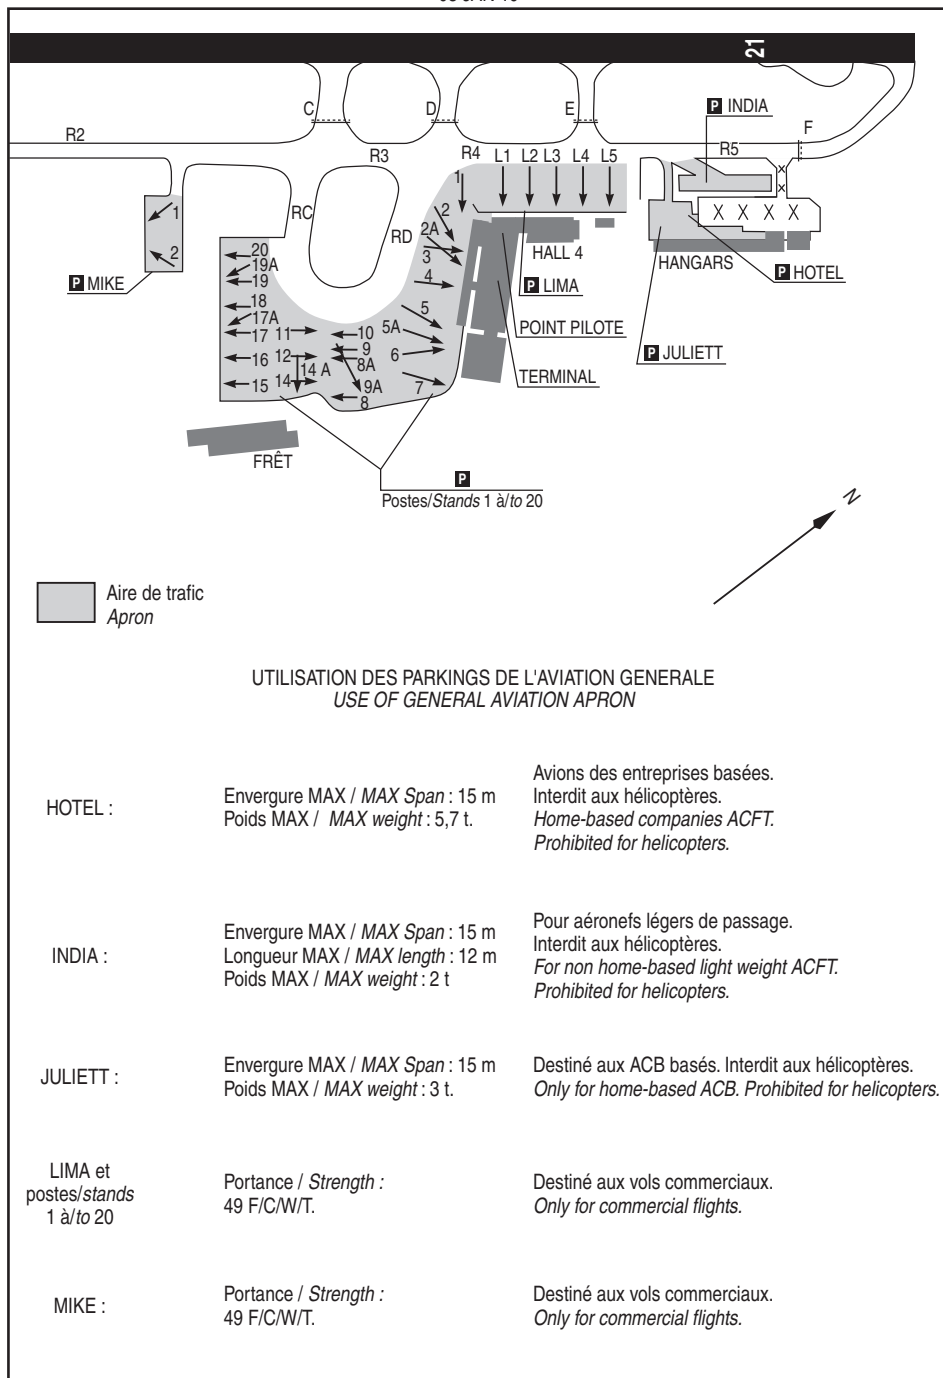 21
C
D
E
P INDIA
F
R2
R3
R4
L1 L2 L3 L4 L5
R5
1
1
2
2
RC
RD
2A
3
4
HALL 4
HANGARS
P MIKE
P HOTEL
P LIMA
20
19A
19
18
17A
17
11
10
5
5A
POINT PILOTE
P JULIETT
16
12
9
8A
6
14 A
TERMINAL
15
14
9A
8
7
FRÊT
P
Postes/Stands 1 à/to 20
N
Aire de trafic
Apron
UTILISATION DES PARKINGS DE L'AVIATION GENERALE
USE OF GENERAL AVIATION APRON
HOTEL :
Envergure MAX / MAX Span : 15 m
Poids MAX / MAX weight : 5,7 t.
Avions des entreprises basées.
Interdit aux hélicoptères.
Home-based companies ACFT.
Prohibited for helicopters.
INDIA :
Envergure MAX / MAX Span : 15 m
Longueur MAX / MAX length : 12 m
Poids MAX / MAX weight : 2 t
Pour aéronefs légers de passage.
Interdit aux hélicoptères.
For non home-based light weight ACFT.
Prohibited for helicopters.
JULIETT :
Envergure MAX / MAX Span : 15 m
Poids MAX / MAX weight : 3 t.
Destiné aux ACB basés. Interdit aux hélicoptères.
Only for home-based ACB. Prohibited for helicopters.
LIMA et
postes/stands
1 à/to 20
Portance / Strength :
49 F/C/W/T.
Destiné aux vols commerciaux.
Only for commercial flights.
MIKE :
Portance / Strength :
49 F/C/W/T.
Destiné aux vols commerciaux.
Only for commercial flights.